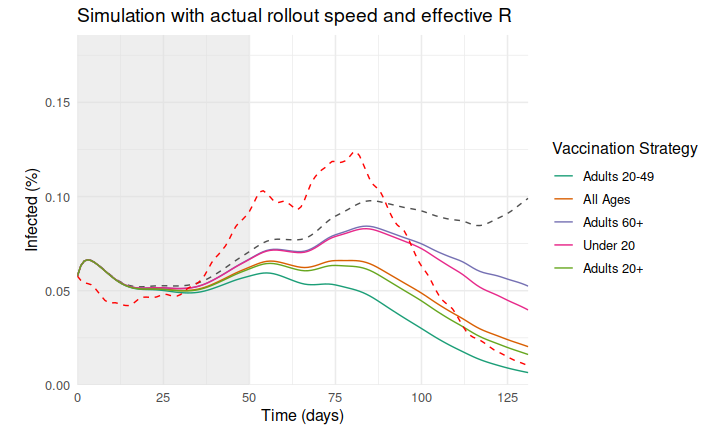 Simulation with actual rollout speed and effective R
Infected (%)
0.15
0.10
0.05
0.00
0
25
50
75
100
125
Time (days)
Vaccination Strategy
Adults 20-49
All Ages
Adults 60+
Under 20
Adults 20+